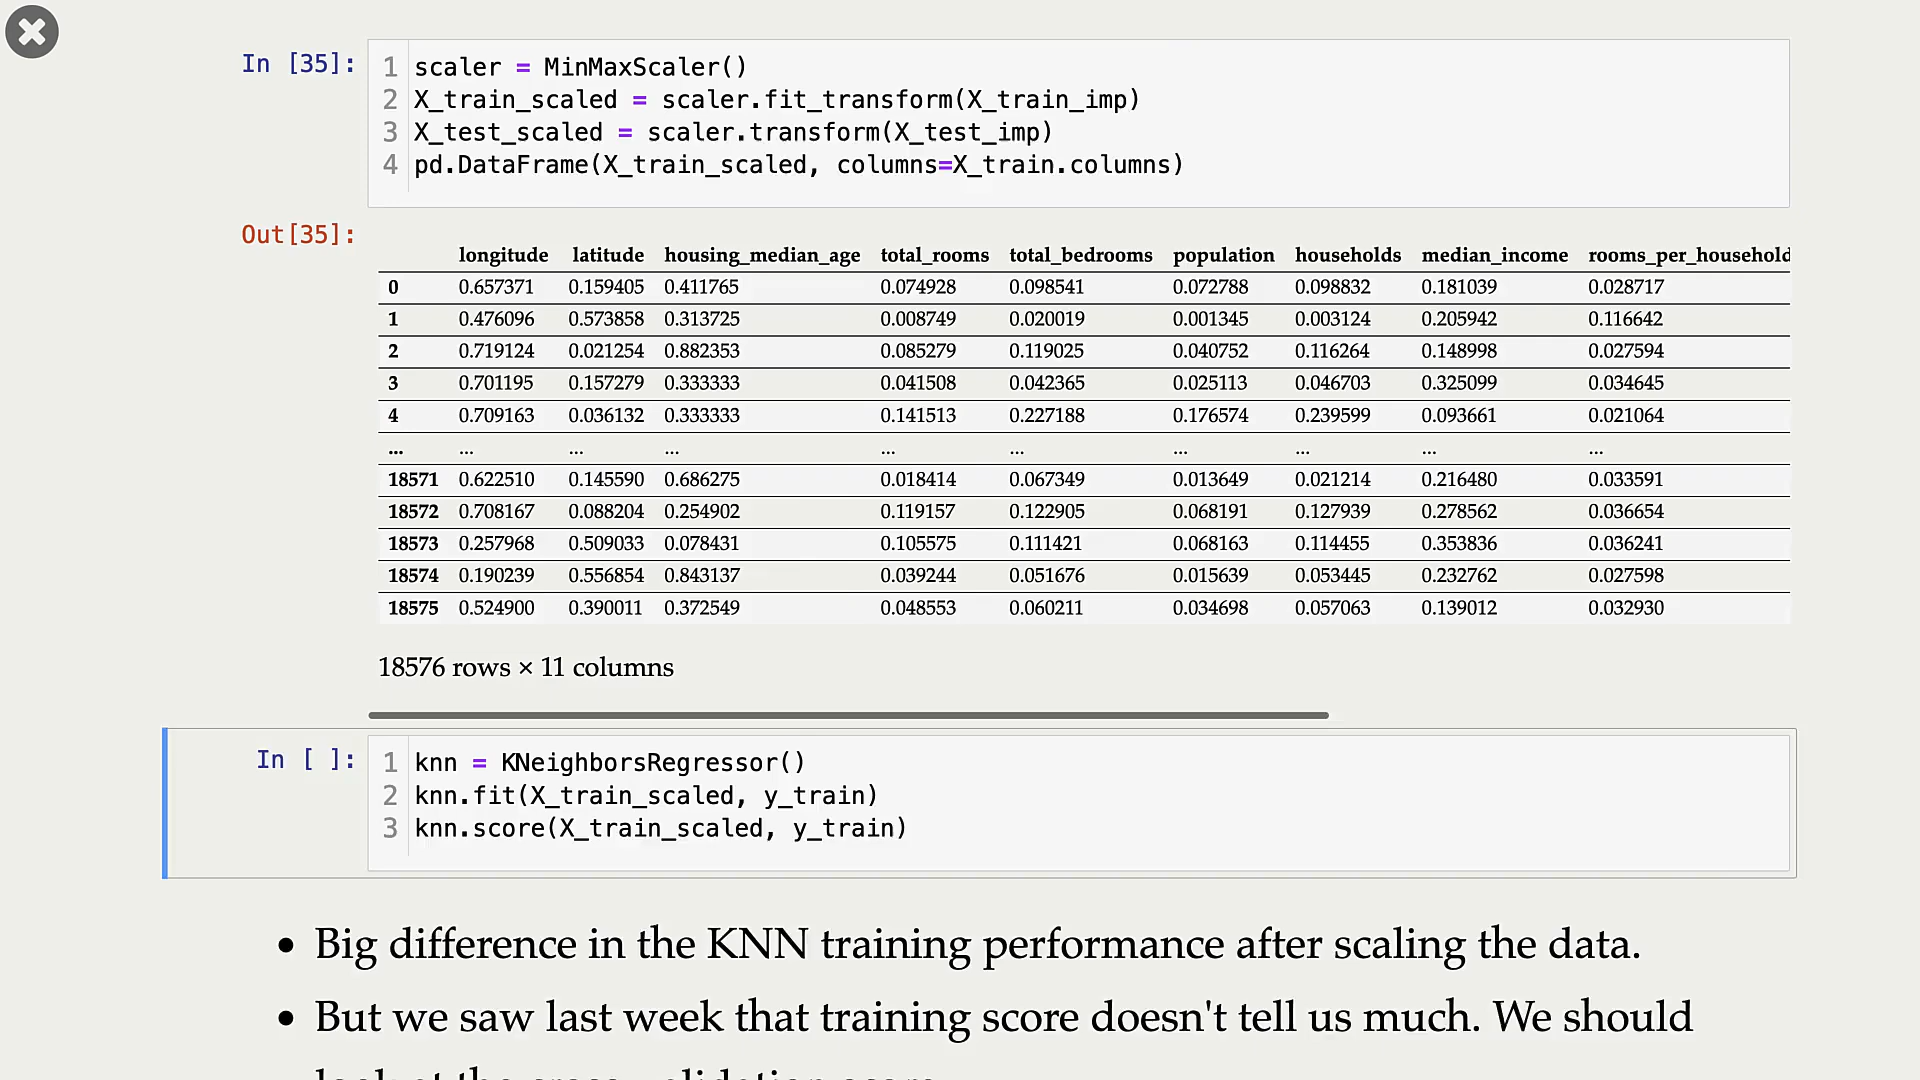 In [35]:
1 scaler = MinMaxScaler()
2 X_train_scaled = scaler.fit_transform(X_train_imp)
3 X_test_scaled = scaler.transform(X_test_imp)
4 pd.DataFrame(X_train_scaled, columns=X_train.columns)
Out[35]:
longitude latitude housing_median_age total_rooms total_bedrooms population households median_income rooms_per_household
0 0.657371 0.159405 0.411765 0.074928 0.098541 0.072788 0.098832 0.181039 0.028717
1 0.476096 0.573858 0.313725 0.008749 0.020019 0.001345 0.003124 0.205942 0.116642
2 0.719124 0.021254 0.882353 0.085279 0.119025 0.040752 0.116264 0.148998 0.027594
3 0.701195 0.157279 0.333333 0.041508 0.042365 0.025113 0.046703 0.325099 0.034645
4 0.709163 0.036132 0.333333 0.141513 0.227188 0.176574 0.239599 0.093661 0.021064
... ... ... ... ... ... ... ... ... ...
18571 0.622510 0.145590 0.686275 0.018414 0.067349 0.013649 0.021214 0.216480 0.033591
18572 0.708167 0.088204 0.254902 0.119157 0.122905 0.068191 0.127939 0.278562 0.036654
18573 0.257968 0.509033 0.078431 0.105575 0.111421 0.068163 0.114455 0.353836 0.036241
18574 0.190239 0.556854 0.843137 0.039244 0.051676 0.015639 0.053445 0.232762 0.027598
18575 0.524900 0.390011 0.372549 0.048553 0.060211 0.034698 0.057063 0.139012 0.032930
18576 rows × 11 columns
In [ ]:
1 knn = KNeighborsRegressor()
2 knn.fit(X_train_scaled, y_train)
3 knn.score(X_train_scaled, y_train)
• Big difference in the KNN training performance after scaling the data.
• But we saw last week that training score doesn't tell us much. We should